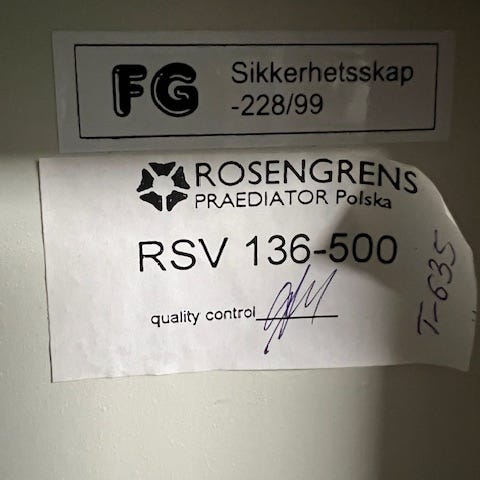 FG
Sikkerhetsskap
-228/99
ROSENGRENS
PRAEDIATOR Polska
RSV 136-500
quality control
T-635